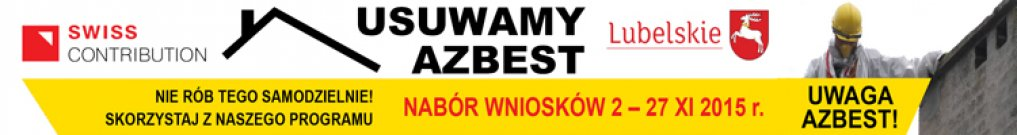 SWISS
CONTRIBUTION
USUWAMY
AZBEST
Lubelskie
NIE RÓB TEGO SAMODZIELNIE!
SKORZYSTAJ Z NASZEGO PROGRAMU
NABÓR WNIOSKÓW 2 – 27 XI 2015 r.
UWAGA
AZBEST!